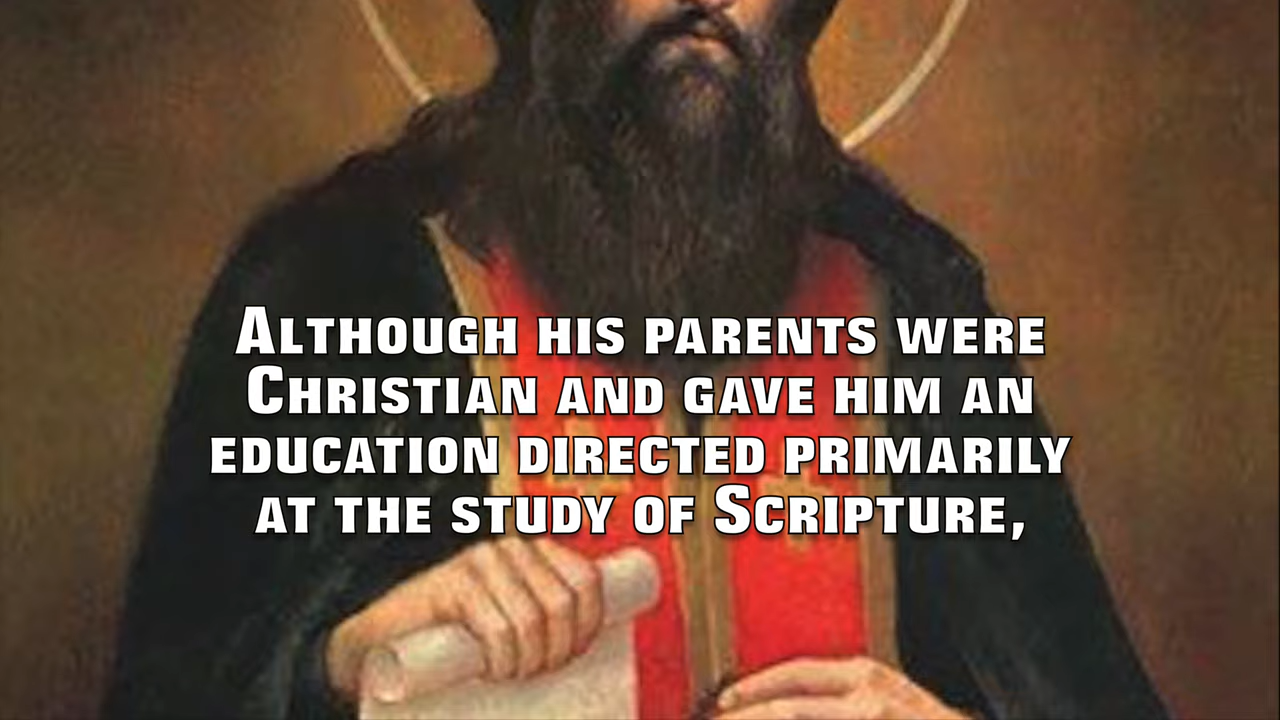 Although his parents were
Christian and gave him an
education directed primarily
at the study of Scripture,